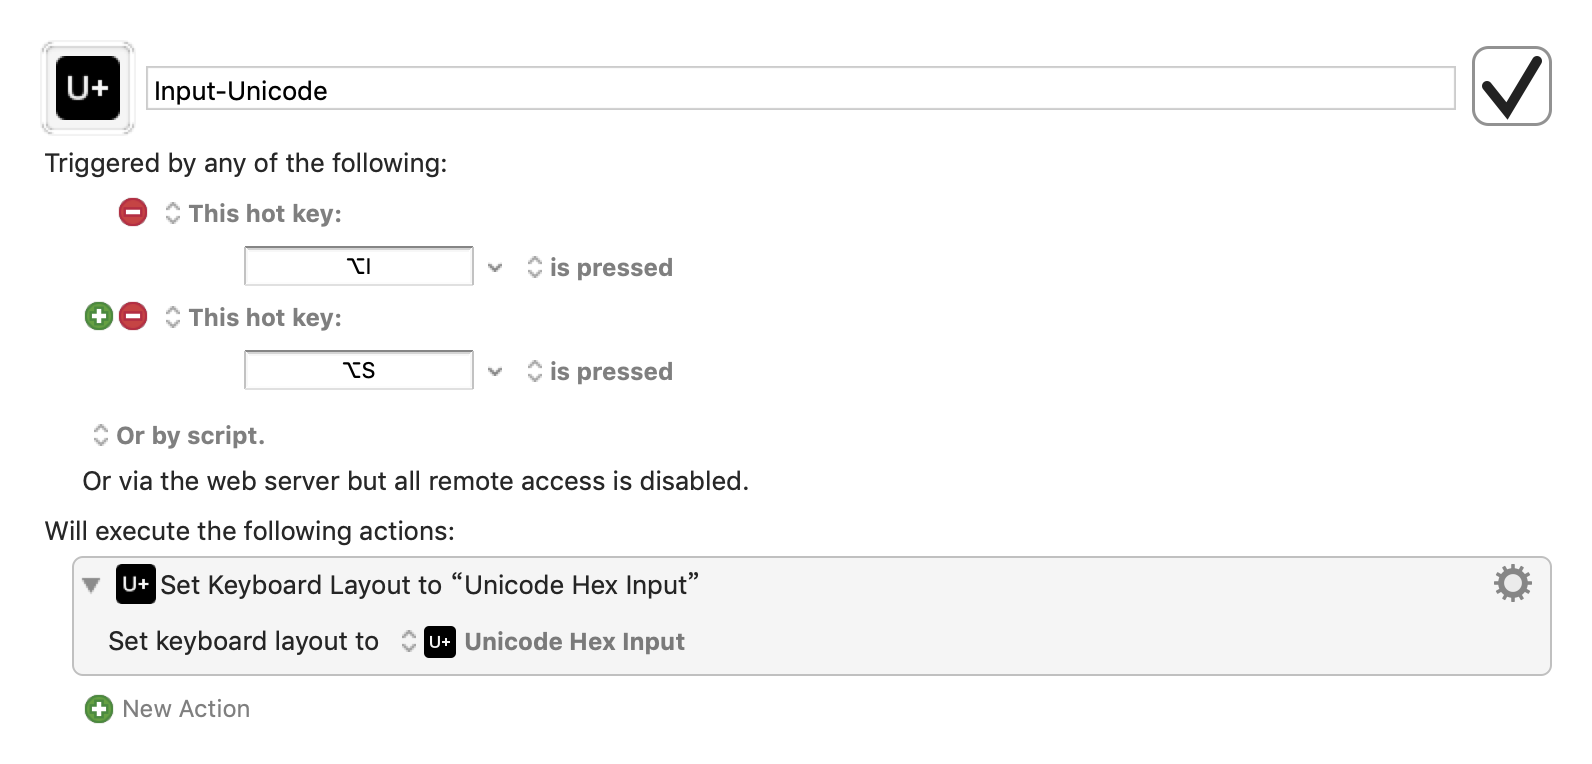 U+ Input-Unicode
Triggered by any of the following:
This hot key:
⌥I is pressed
This hot key:
⌥S is pressed
Or by script.
Or via the web server but all remote access is disabled.
Will execute the following actions:
U+ Set Keyboard Layout to “Unicode Hex Input”
Set keyboard layout to U+ Unicode Hex Input
New Action